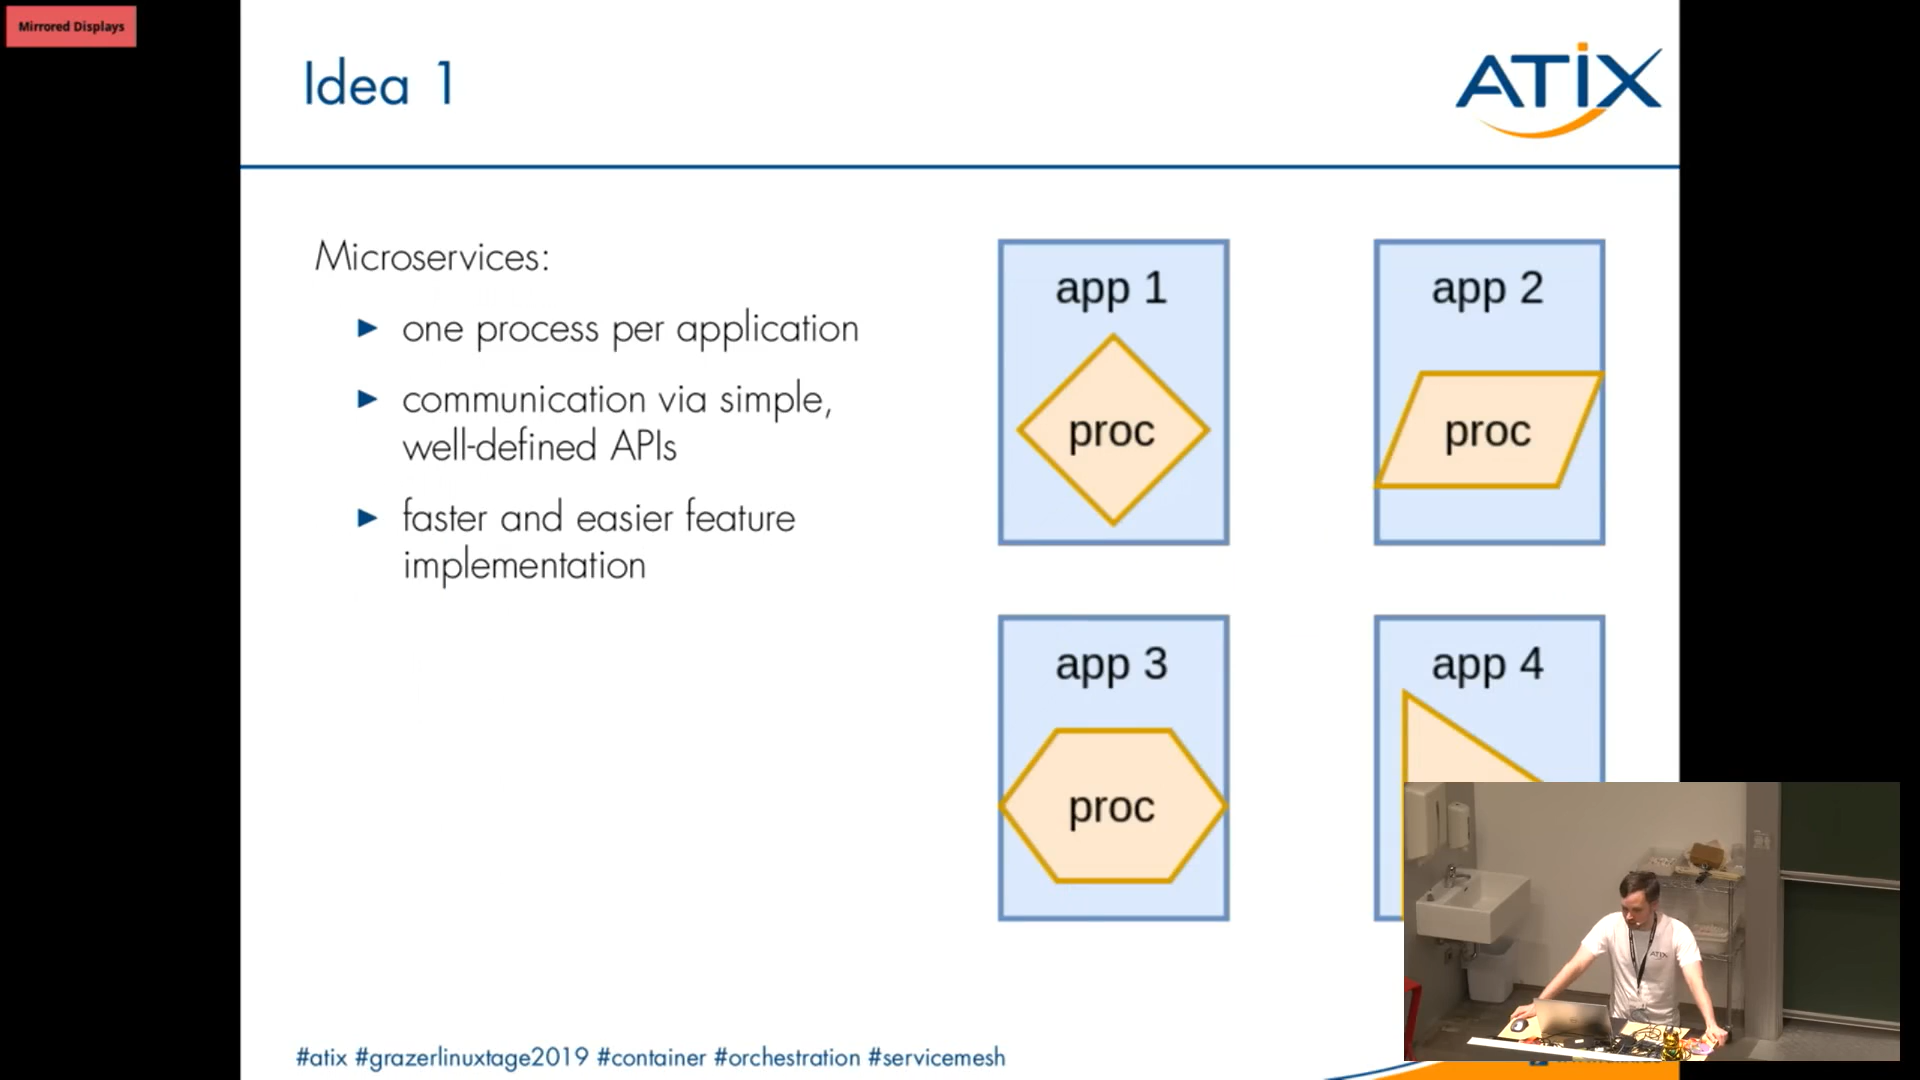 Mirrored Displays
Idea 1
ATIX
Microservices:
one process per application
communication via simple,
well-defined APIs
faster and easier feature
implementation
app 1
proc
app 2
proc
app 3
proc
app 4
ATIX
#atix #grazerlinuxtage2019 #container #orchestration #servicemesh